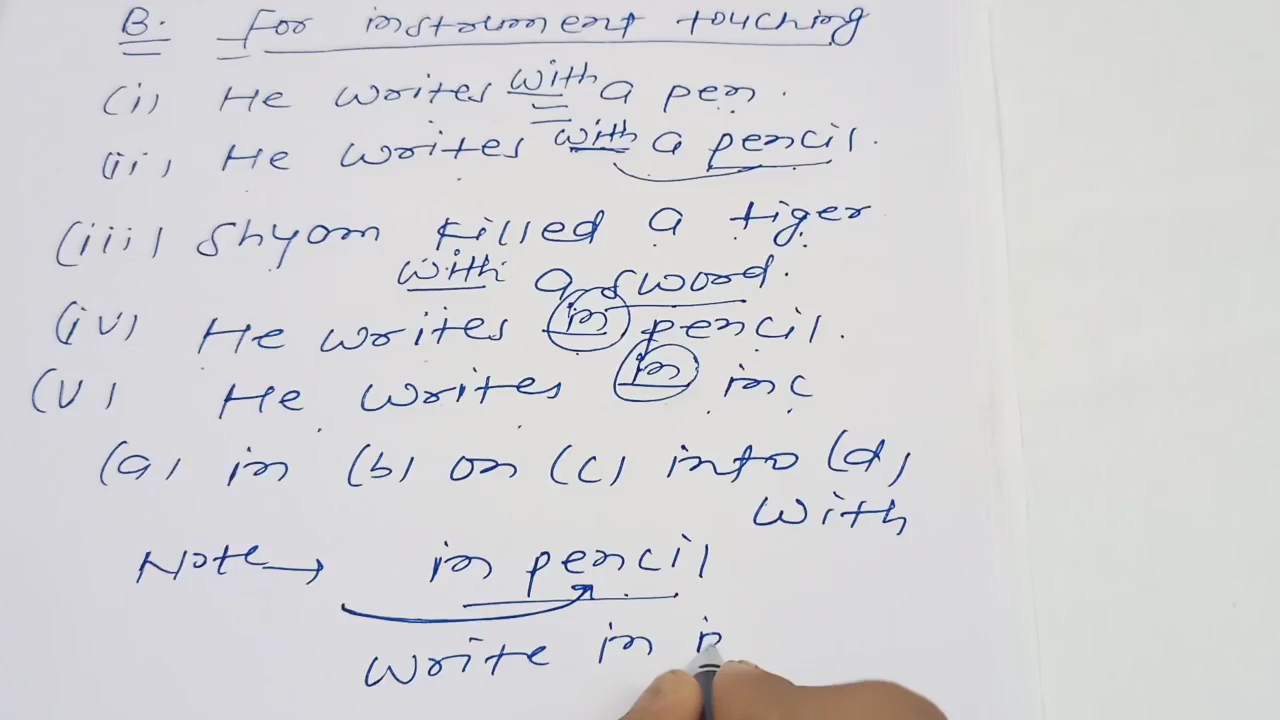 B. For instrument touching
(i) He writes with a pen.
(ii) He writes with a pencil.
(iii) Shyam killed a tiger
with a sword.
(iv) He writes in pencil.
(v) He writes in inc
(a) in (b) on (c) into (d)
with
Note → in pencil
write in